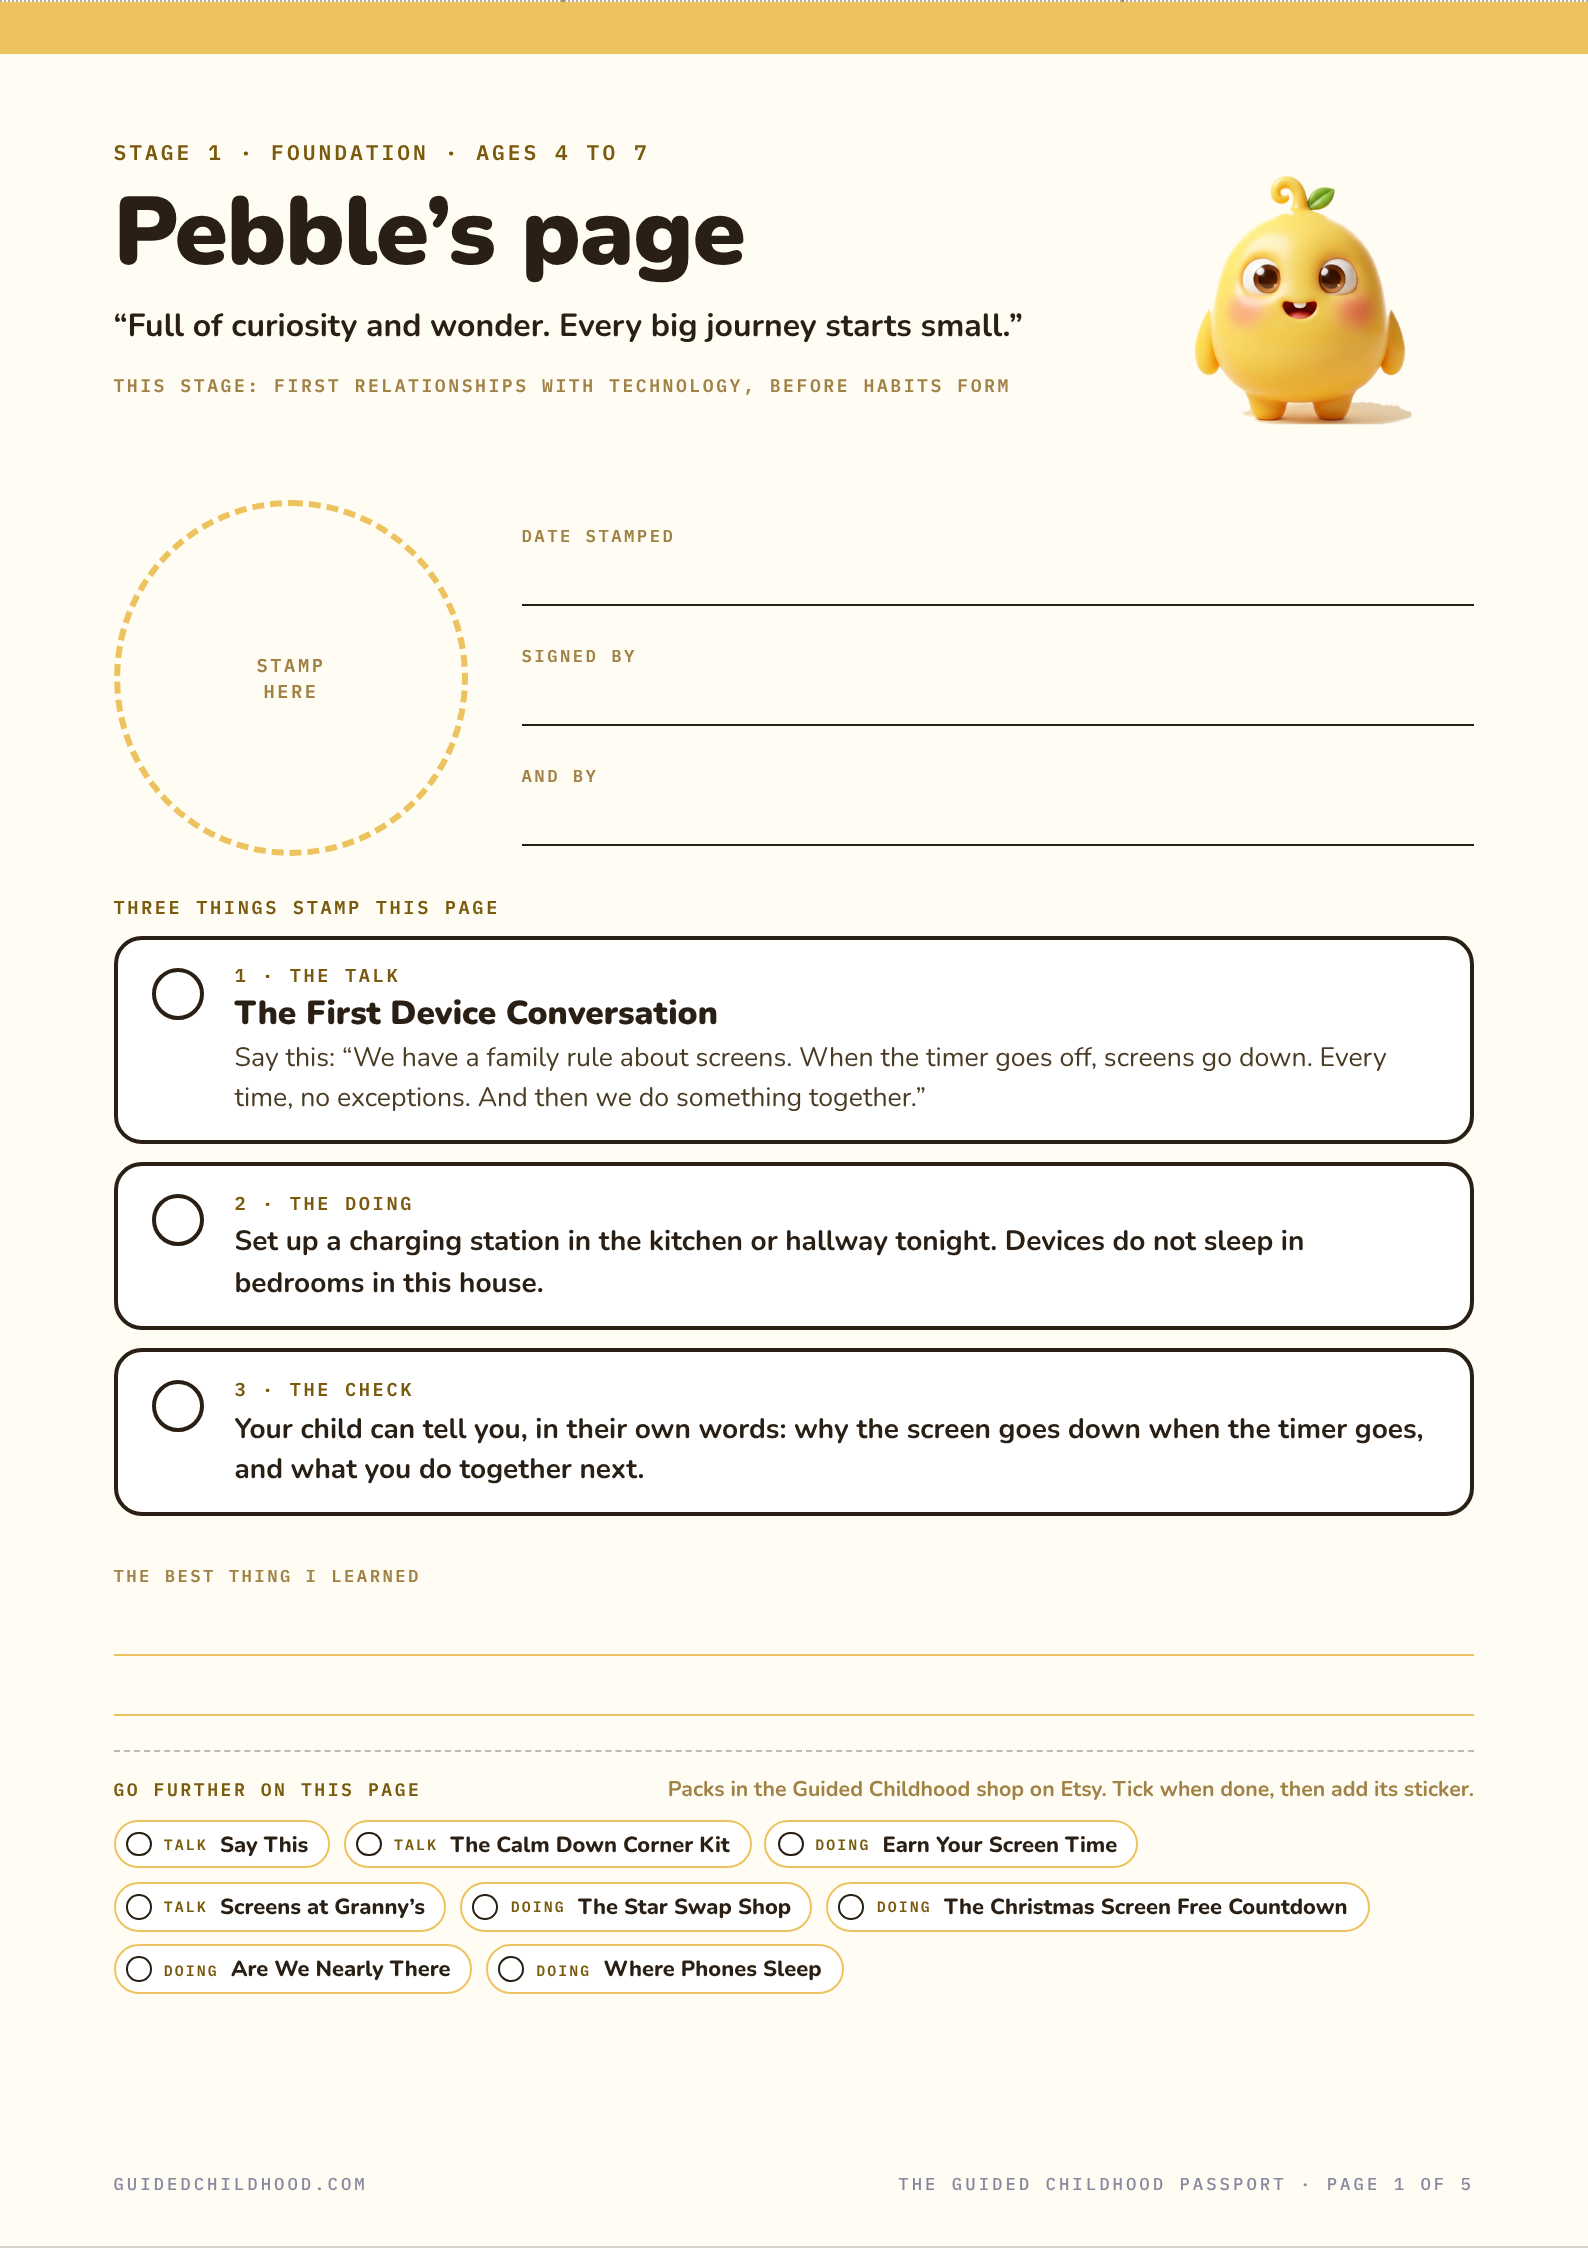 STAGE 1 · FOUNDATION · AGES 4 TO 7
Pebble’s page
“Full of curiosity and wonder. Every big journey starts small.”
THIS STAGE: FIRST RELATIONSHIPS WITH TECHNOLOGY, BEFORE HABITS FORM
STAMP
HERE
DATE STAMPED
SIGNED BY
AND BY
THREE THINGS STAMP THIS PAGE
1 · THE TALK
The First Device Conversation
Say this: “We have a family rule about screens. When the timer goes off, screens go down. Every
time, no exceptions. And then we do something together.”
2 · THE DOING
Set up a charging station in the kitchen or hallway tonight. Devices do not sleep in
bedrooms in this house.
3 · THE CHECK
Your child can tell you, in their own words: why the screen goes down when the timer goes,
and what you do together next.
THE BEST THING I LEARNED
GO FURTHER ON THIS PAGE
Packs in the Guided Childhood shop on Etsy. Tick when done, then add its sticker.
TALK Say This
TALK The Calm Down Corner Kit
DOING Earn Your Screen Time
TALK Screens at Granny’s
DOING The Star Swap Shop
DOING The Christmas Screen Free Countdown
DOING Are We Nearly There
DOING Where Phones Sleep
GUIDEDCHILDHOOD.COM
THE GUIDED CHILDHOOD PASSPORT · PAGE 1 OF 5